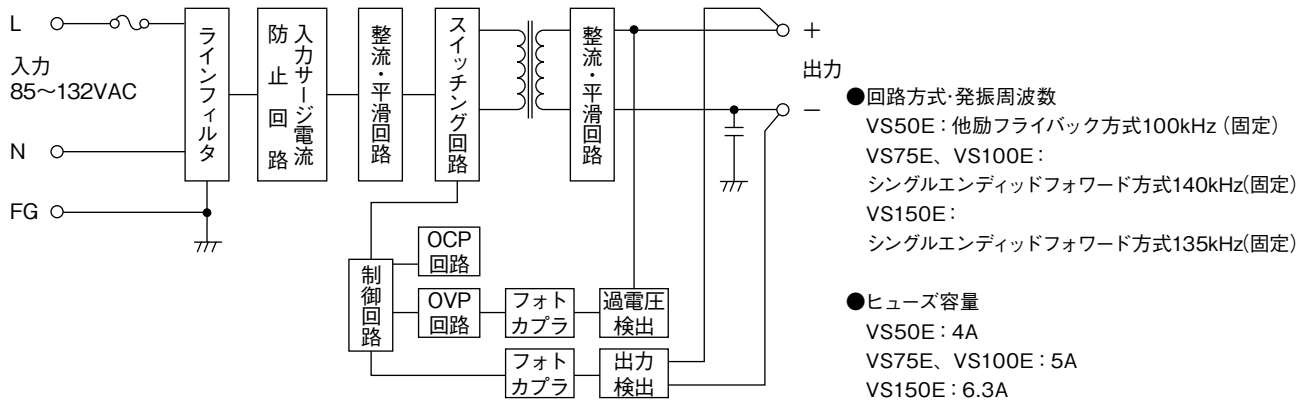 L
入力
85～132VAC
N
FG
ラインフィルタ
入力サージ電流
防止回路
整流・平滑回路
スイッチング回路
整流・平滑回路
+
出力
−
制御回路
OCP
回路
OVP
回路
フォト
カプラ
過電圧
検出
フォト
カプラ
出力
検出
●回路方式・発振周波数
VS50E：他励フライバック方式100kHz（固定）
VS75E、VS100E：
シングルエンディッドフォワード方式140kHz(固定)
VS150E：
シングルエンディッドフォワード方式135kHz(固定)
●ヒューズ容量
VS50E：4A
VS75E、VS100E：5A
VS150E：6.3A